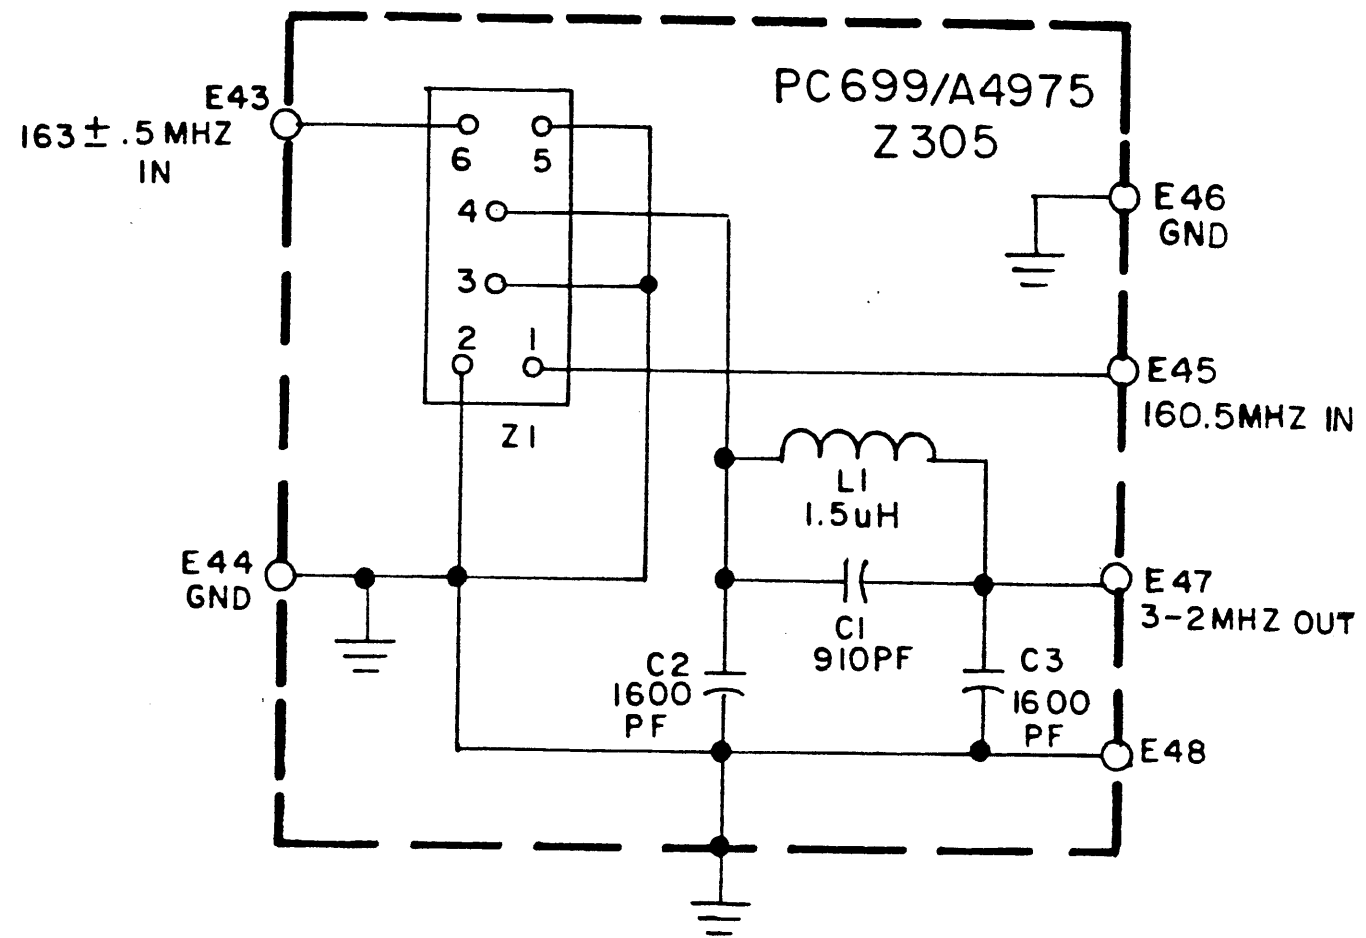 PC699/A4975
Z 305
E43
163 ± .5 MHZ
IN
6
5
4
3
2
1
Z1
E46
GND
E45
160.5MHZ IN
L1
1.5uH
E44
GND
E47
3-2MHZ OUT
C1
910PF
C2
1600
PF
C3
1600
PF
E48